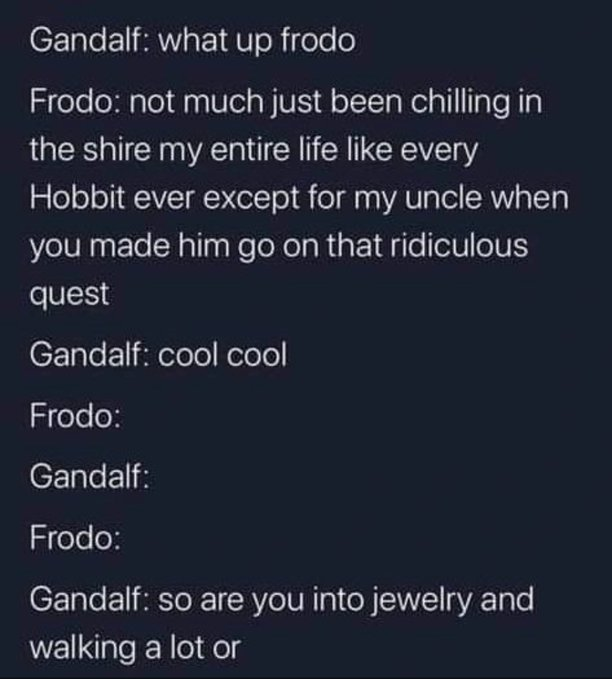 Gandalf: what up frodo
Frodo: not much just been chilling in
the shire my entire life like every
Hobbit ever except for my uncle when
you made him go on that ridiculous
quest
Gandalf: cool cool
Frodo:
Gandalf:
Frodo:
Gandalf: so are you into jewelry and
walking a lot or